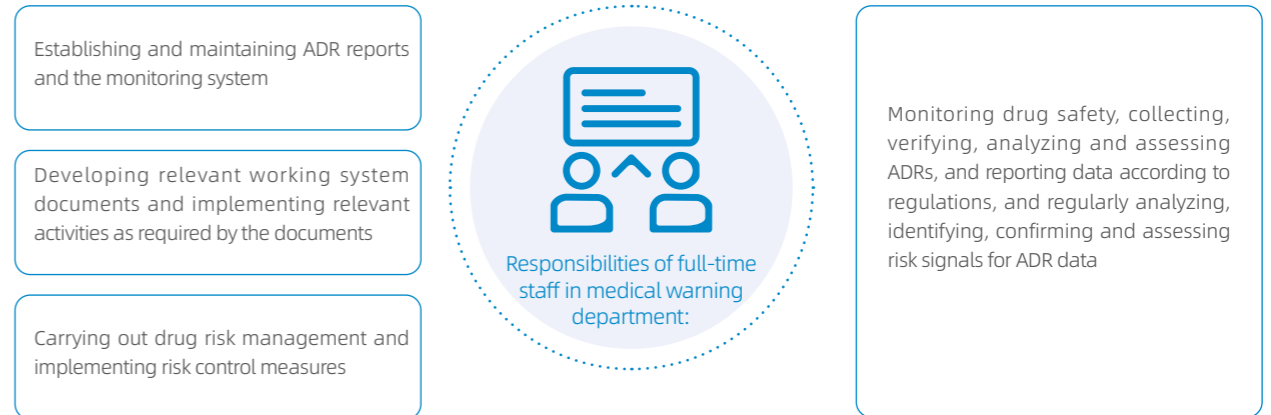 Establishing and maintaining ADR reports
and the monitoring system
Developing relevant working system
documents and implementing relevant
activities as required by the documents
Carrying out drug risk management and
implementing risk control measures
Responsibilities of full-time
staff in medical warning
department:
Monitoring drug safety, collecting,
verifying, analyzing and assessing
ADRs, and reporting data according to
regulations, and regularly analyzing,
identifying, confirming and assessing
risk signals for ADR data